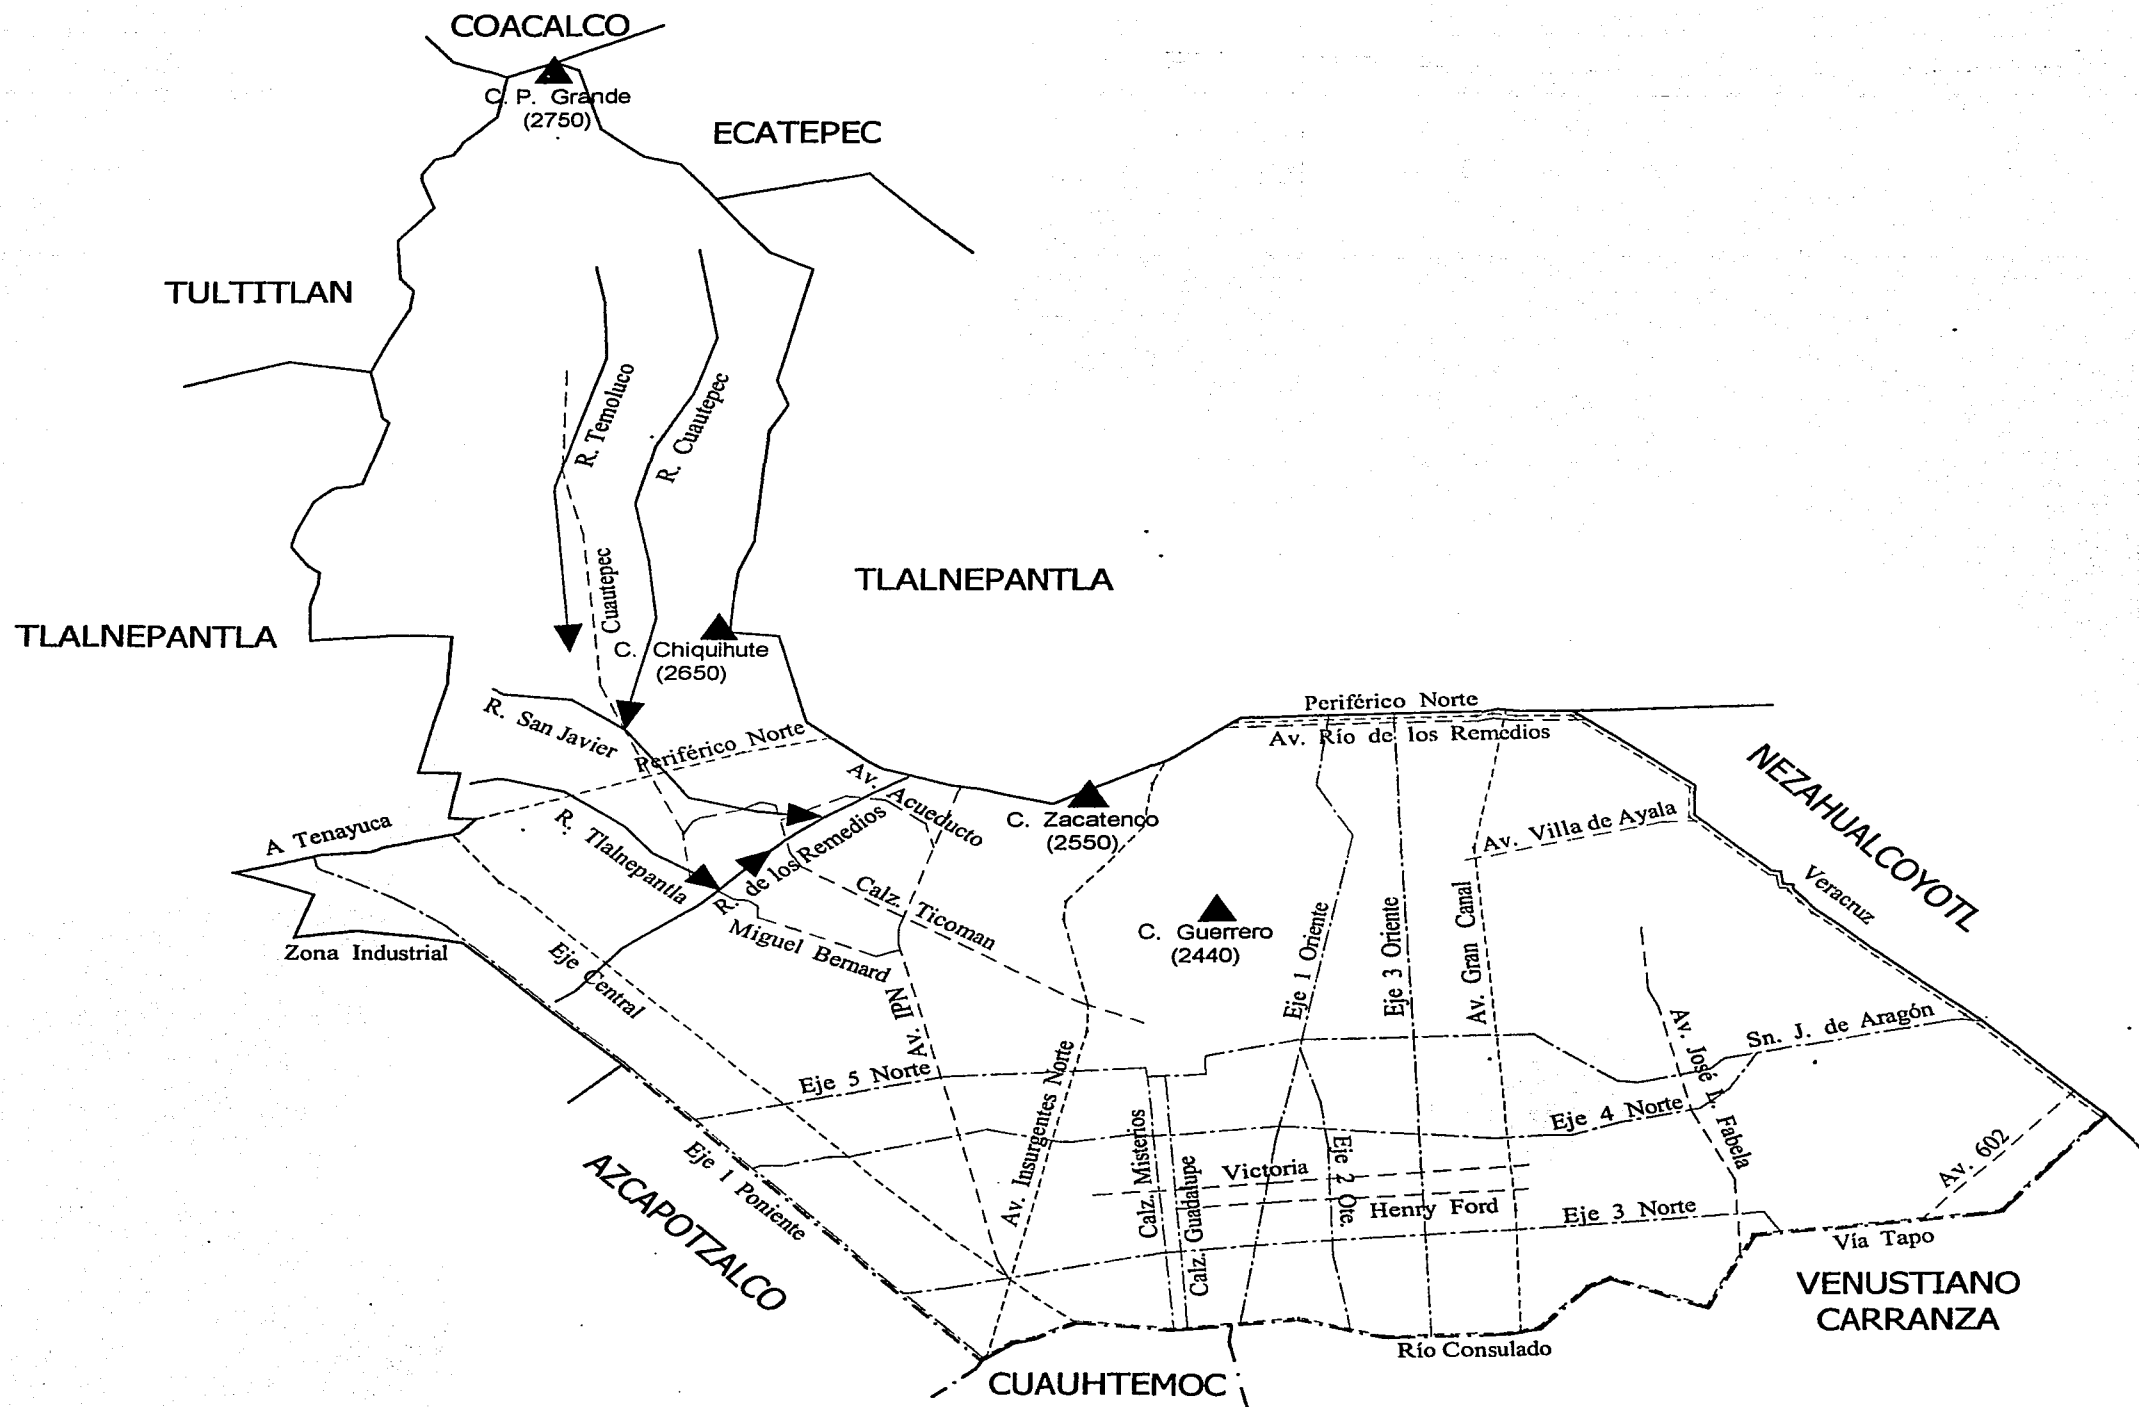 COACALCO
C. P. Grande
(2750)
ECATEPEC
TULTITLAN
R. Temoluco
R. Cuautepec
Cuautepec
TLALNEPANTLA
TLALNEPANTLA
C. Chiquihute
(2650)
R. San Javier
Periférico Norte
Periférico Norte
Av. Río de los Remedios
NEZAHUALCOYOTL
Av. Acueducto
A Tenayuca
R. Tlalnepantla
R. de los Remedios
C. Zacatenco
(2550)
Av. Villa de Ayala
Veracruz
Calz. Ticoman
Miguel Bernard
C. Guerrero
(2440)
Eje 1 Oriente
Eje 3 Oriente
Av. Gran Canal
Zona Industrial
Eje Central
Av. IPN
Av. José L. Fabela
Sn. J. de Aragón
Eje 5 Norte
Av. Insurgentes Norte
Eje 4 Norte
Calz. Misterios
Calz. Guadalupe
Victoria
Eje 2 Ote.
Henry Ford
Eje 3 Norte
Av. 602
Eje 1 Poniente
AZCAPOTZALCO
Vía Tapo
VENUSTIANO
CARRANZA
Río Consulado
CUAUHTEMOC